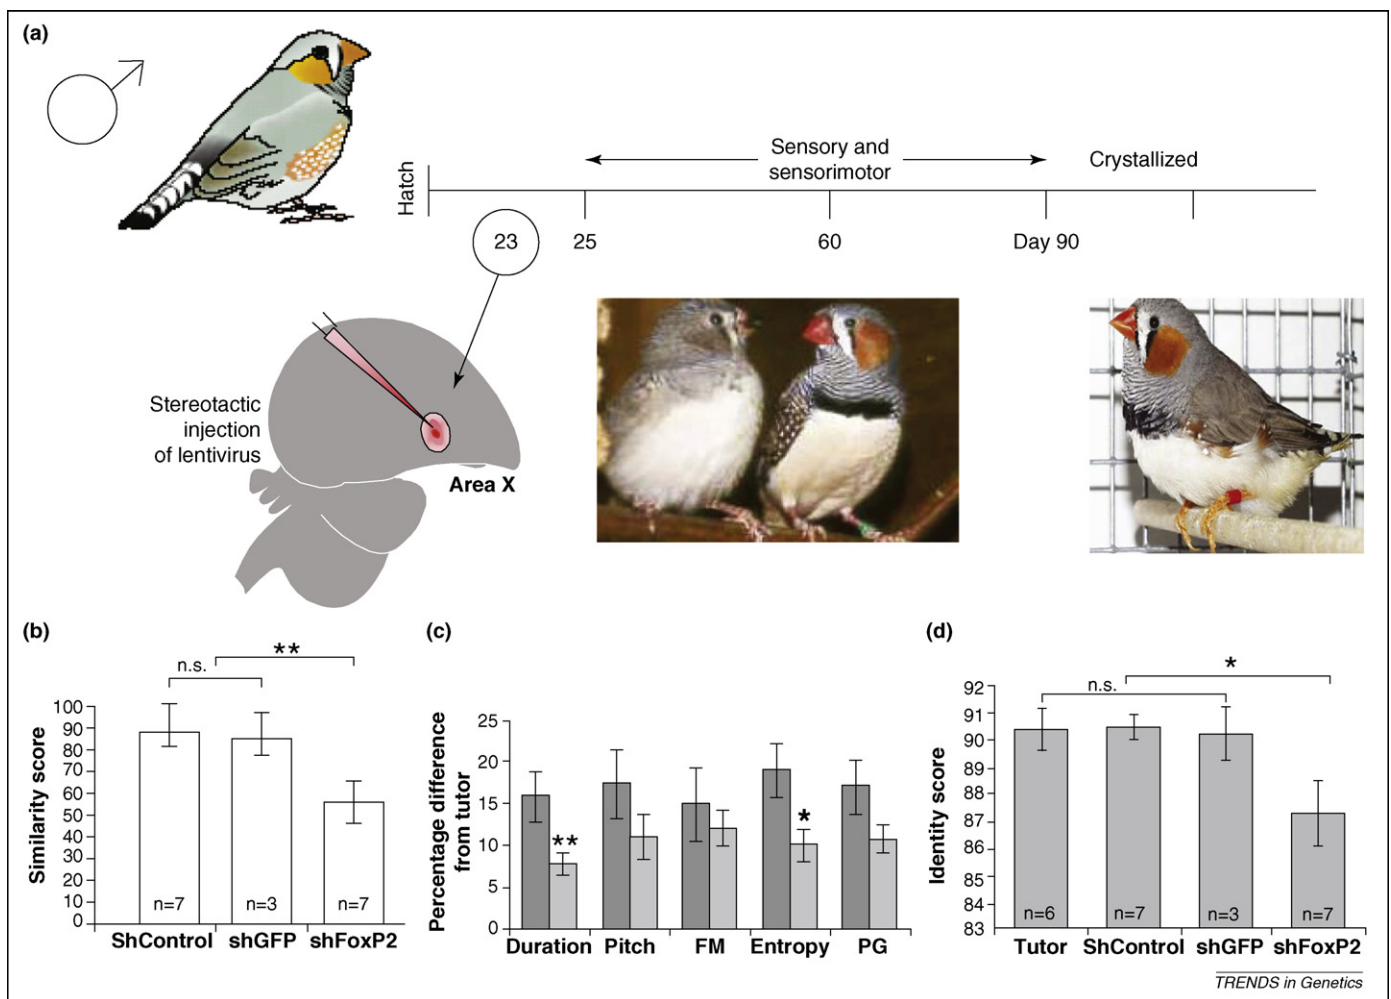 (a)
Hatch
Sensory and
sensorimotor
Crystallized
23
25
60
Day 90
Stereotactic
injection
of lentivirus
Area X
(b)
n.s.
**
Similarity score
100
90
80
70
60
50
40
30
20
10
0
n=7
n=3
n=7
ShControl
shGFP
shFoxP2
(c)
Percentage difference
from tutor
25
20
15
10
5
0
**
*
Duration
Pitch
FM
Entropy
PG
(d)
n.s.
*
Identity score
92
91
90
89
88
87
86
85
84
83
n=6
n=7
n=3
n=7
Tutor
ShControl
shGFP
shFoxP2
TRENDS in Genetics